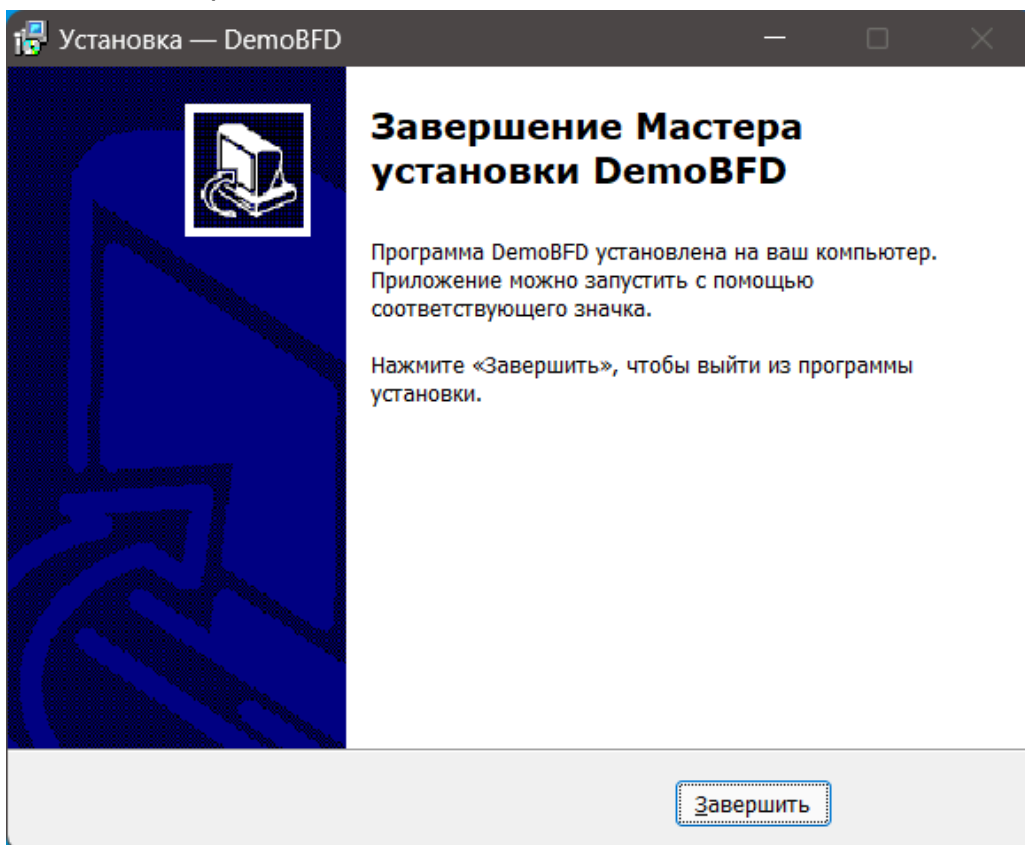 Установка — DemoBFD
Завершение Мастера
установки DemoBFD
Программа DemoBFD установлена на ваш компьютер.
Приложение можно запустить с помощью
соответствующего значка.
Нажмите «Завершить», чтобы выйти из программы
установки.
Завершить